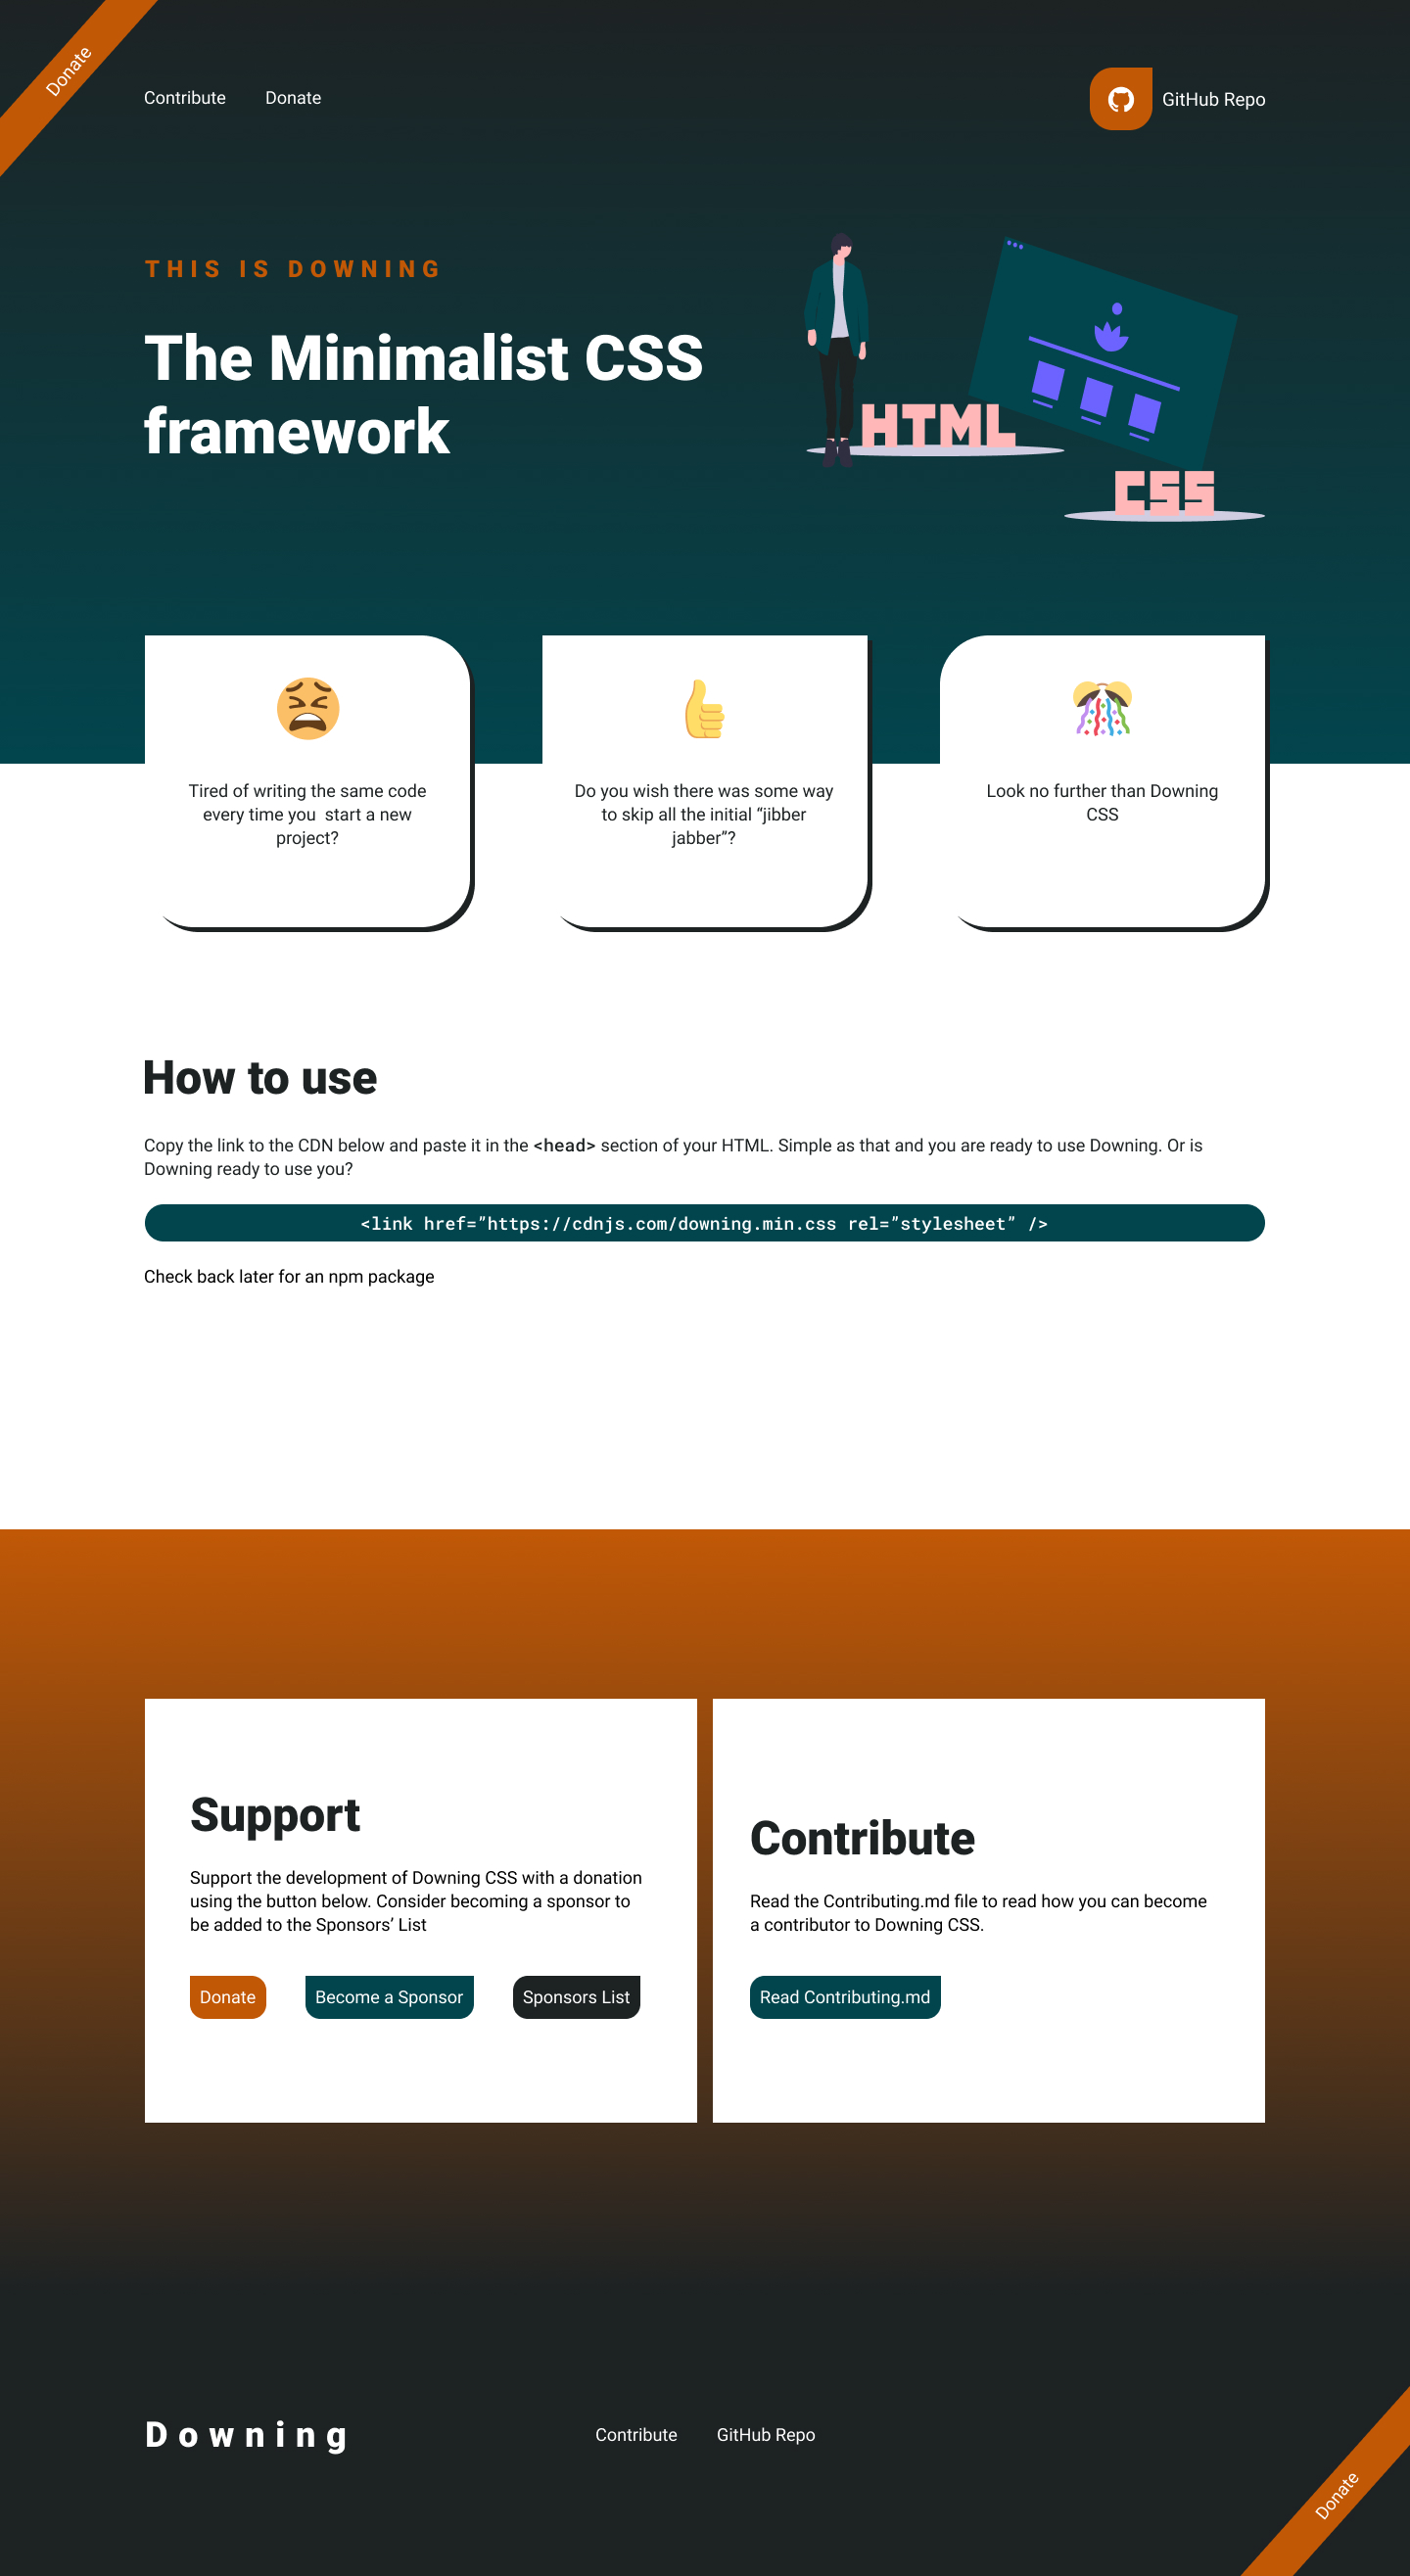 Donate
Contribute Donate
GitHub Repo
THIS IS DOWNING
The Minimalist CSS
framework
HTML
CSS
Tired of writing the same code
every time you  start a new
project?
Do you wish there was some way
to skip all the initial “jibber
jabber”?
Look no further than Downing
CSS
How to use
Copy the link to the CDN below and paste it in the <head> section of your HTML. Simple as that and you are ready to use Downing. Or is
Downing ready to use you?
<link href=”https://cdnjs.com/downing.min.css rel=”stylesheet” />
Check back later for an npm package
Support
Support the development of Downing CSS with a donation
using the button below. Consider becoming a sponsor to
be added to the Sponsors’ List
Donate
Become a Sponsor
Sponsors List
Contribute
Read the Contributing.md file to read how you can become
a contributor to Downing CSS.
Read Contributing.md
Downing
Contribute GitHub Repo
Donate